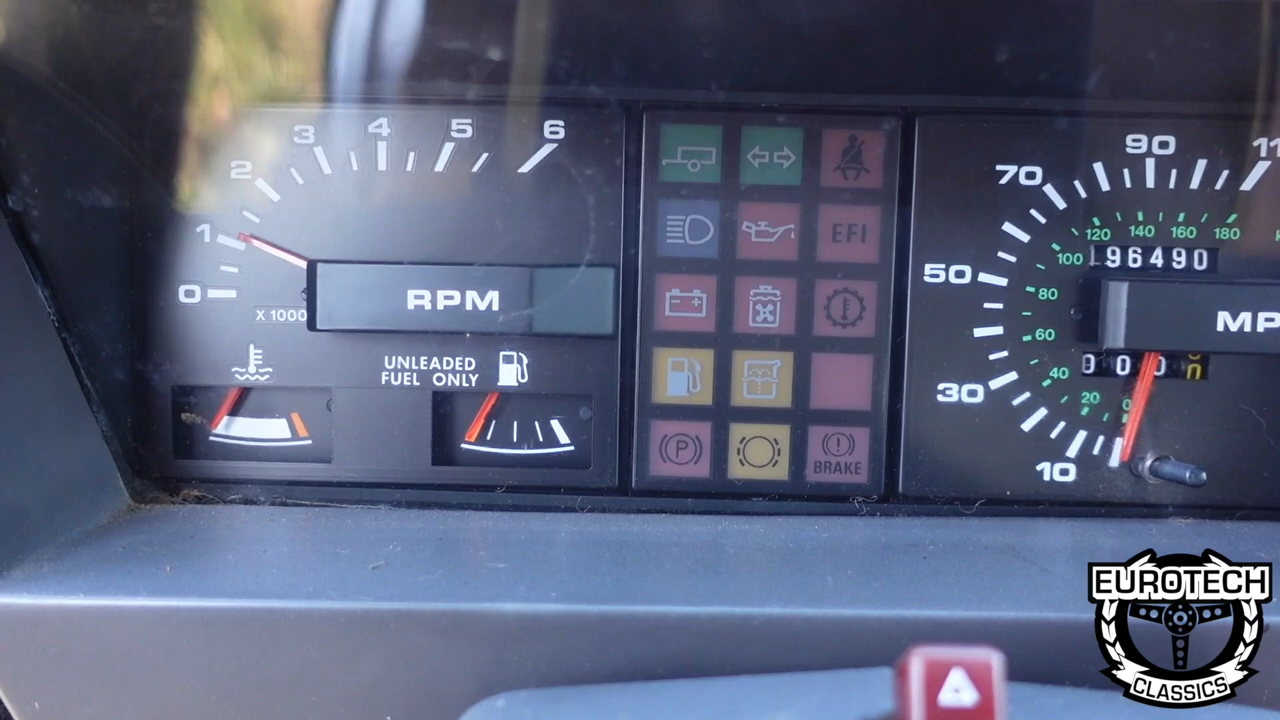 0 1 2 3 4 5 6
X 1000
RPM
UNLEADED
FUEL ONLY
EFI
P
BRAKE
10 30 50 70 90
0 20 40 60 80 100 120 140 160 180
96490
MP
EUROTECH
CLASSICS